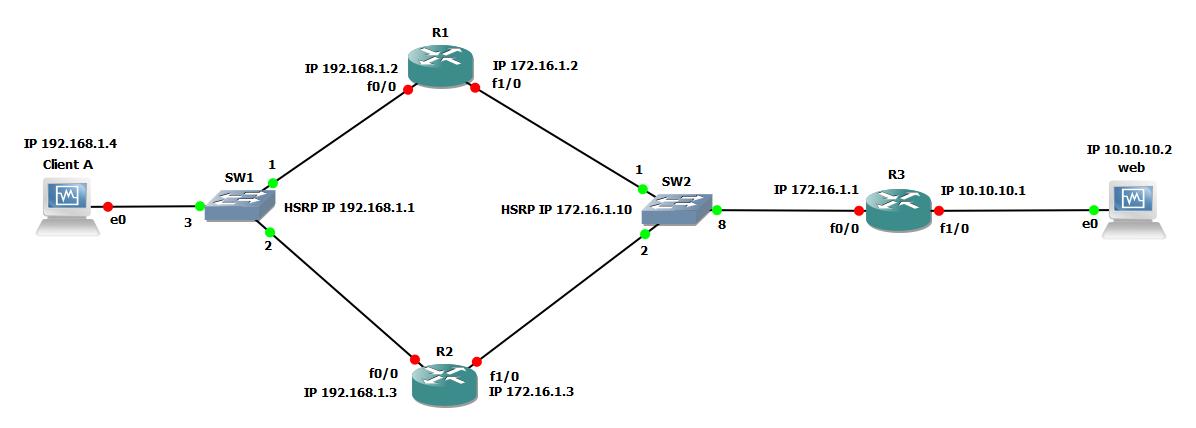 R1
IP 192.168.1.2
f0/0
IP 172.16.1.2
f1/0
IP 192.168.1.4
Client A
e0
3
SW1
1
2
HSRP IP 192.168.1.1
HSRP IP 172.16.1.10
1
SW2
2
8
IP 172.16.1.1
f0/0
R3
IP 10.10.10.1
f1/0
IP 10.10.10.2
web
e0
R2
f0/0
IP 192.168.1.3
f1/0
IP 172.16.1.3